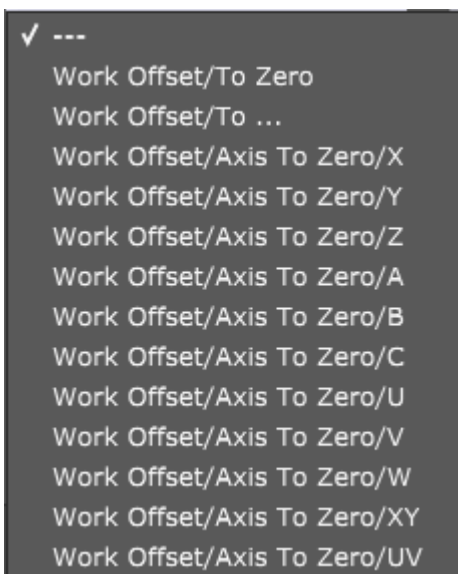 ✓ ---
Work Offset/To Zero
Work Offset/To ...
Work Offset/Axis To Zero/X
Work Offset/Axis To Zero/Y
Work Offset/Axis To Zero/Z
Work Offset/Axis To Zero/A
Work Offset/Axis To Zero/B
Work Offset/Axis To Zero/C
Work Offset/Axis To Zero/U
Work Offset/Axis To Zero/V
Work Offset/Axis To Zero/W
Work Offset/Axis To Zero/XY
Work Offset/Axis To Zero/UV